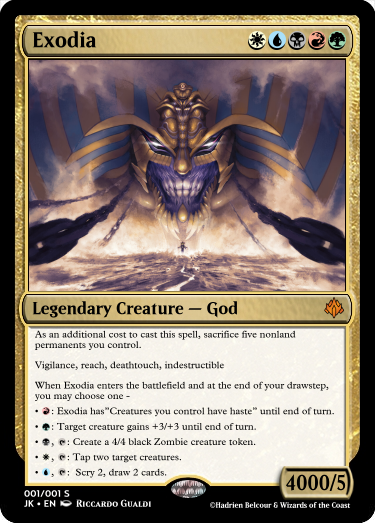 Exodia
Legendary Creature — God
As an additional cost to cast this spell, sacrifice five nonland
permanents you control.
Vigilance, reach, deathtouch, indestructible
When Exodia enters the battlefield and at the end of your drawstep,
you may choose one -
• : Exodia has"Creatures you control have haste" until end of turn.
• : Target creature gains +3/+3 until end of turn.
• , : Create a 4/4 black Zombie creature token.
• , : Tap two target creatures.
• , : Scry 2, draw 2 cards.
4000/5
001/001 S
JK • EN Riccardo Gualdi
©Hadrien Belcour & Wizards of the Coast